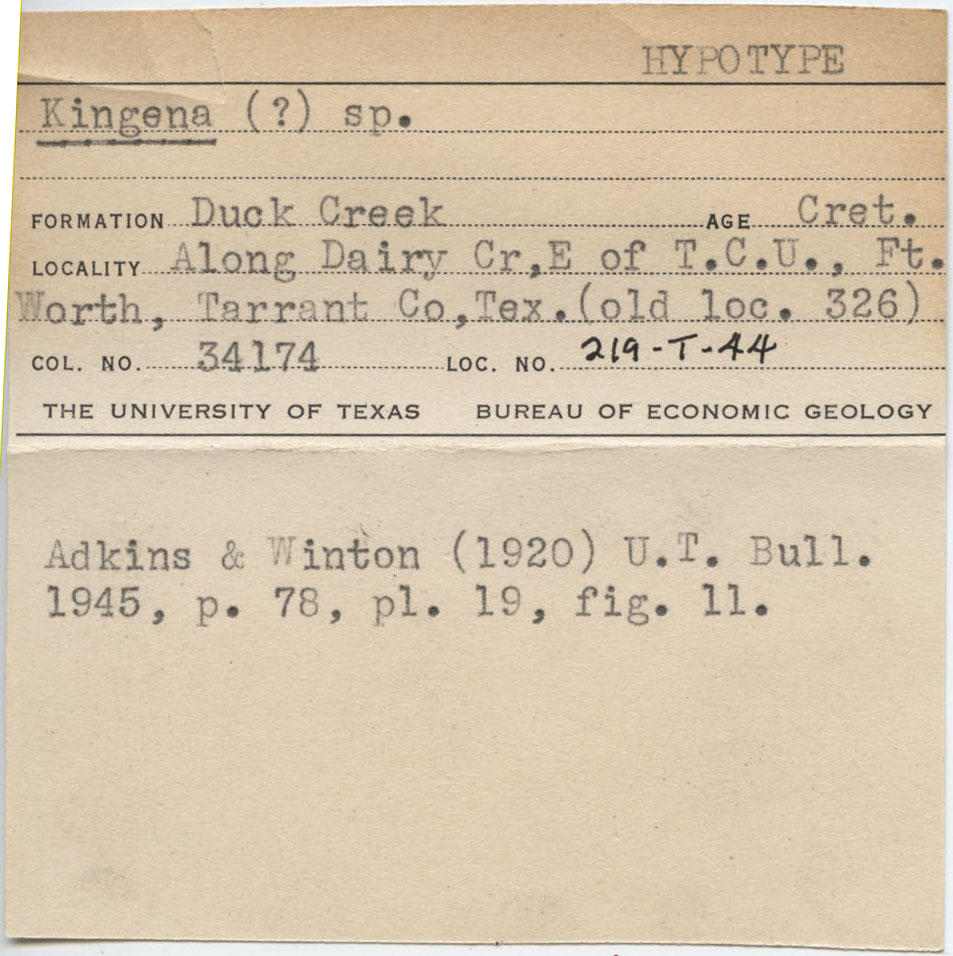 HYPOTYPE
Kingena (?) sp.
FORMATION Duck Creek AGE Cret.
LOCALITY Along Dairy Cr,E of T.C.U., Ft.
Worth, Tarrant Co,Tex.(old loc. 326)
COL. NO. 34174 LOC. NO. 219-T-44
THE UNIVERSITY OF TEXAS BUREAU OF ECONOMIC GEOLOGY
Adkins & Winton (1920) U.T. Bull.
1945, p. 78, pl. 19, fig. 11.